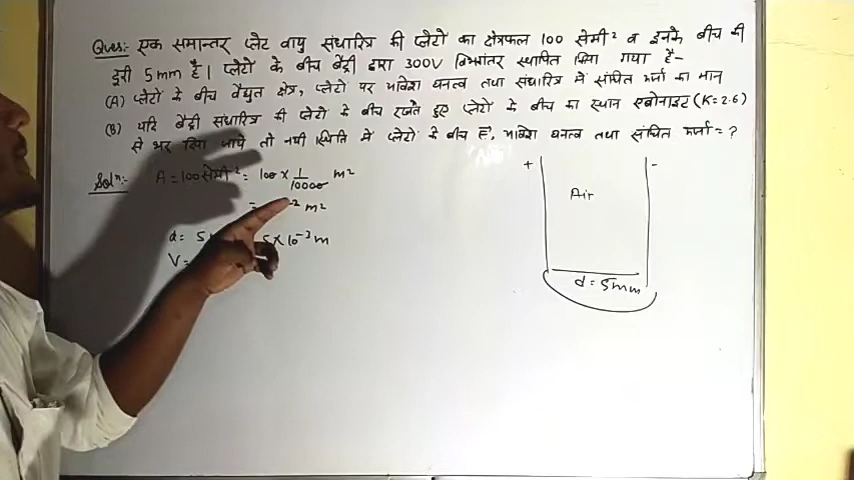 Ques:- एक समान्तर प्लेट वायु संधारित्र की प्लेटो का क्षेत्रफल 100 सेमी² व इनके बीच की
दूरी 5mm है। प्लेटो के बीच बैट्री द्वारा 300V विभवांतर स्थापित किया गया है-
(A) प्लेटो के बीच वैद्युत क्षेत्र, प्लेटो पर आवेश घनत्व तथा संधारित्र में संचित ऊर्जा का मान
(B) यदि बैट्री संधारित्र की प्लेटो के बीच रखते हुए प्लेटो के बीच का स्थान एबोनाइट (K=2.6)
से भर दिया जाये तो नयी स्थिति में प्लेटो के बीच E, आवेश घनत्व तथा संचित ऊर्जा = ?
Solⁿ:- A = 100 सेमी² = 100 × 1/10000 m²
m²
d = 5 5×10⁻³ m
V=
+ -
Air
d = 5mm